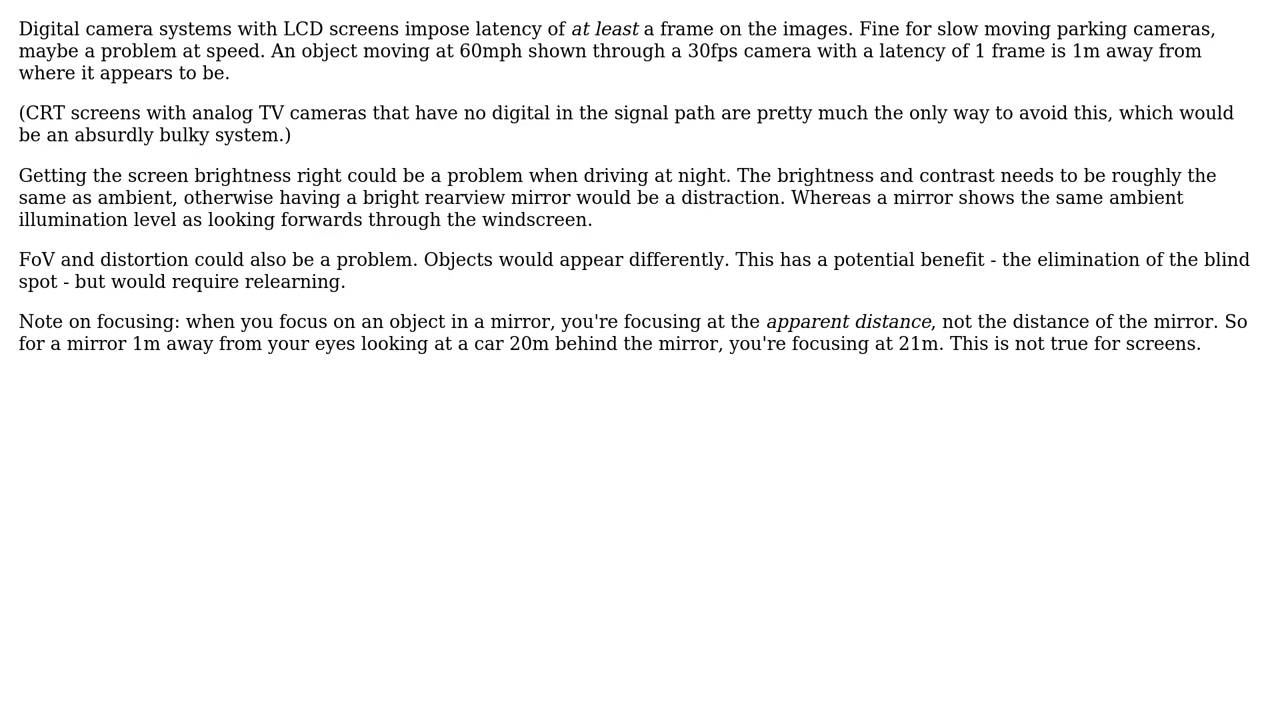 Digital camera systems with LCD screens impose latency of at least a frame on the images. Fine for slow moving parking cameras,
maybe a problem at speed. An object moving at 60mph shown through a 30fps camera with a latency of 1 frame is 1m away from
where it appears to be.
(CRT screens with analog TV cameras that have no digital in the signal path are pretty much the only way to avoid this, which would
be an absurdly bulky system.)
Getting the screen brightness right could be a problem when driving at night. The brightness and contrast needs to be roughly the
same as ambient, otherwise having a bright rearview mirror would be a distraction. Whereas a mirror shows the same ambient
illumination level as looking forwards through the windscreen.
FoV and distortion could also be a problem. Objects would appear differently. This has a potential benefit - the elimination of the blind
spot - but would require relearning.
Note on focusing: when you focus on an object in a mirror, you're focusing at the apparent distance, not the distance of the mirror. So
for a mirror 1m away from your eyes looking at a car 20m behind the mirror, you're focusing at 21m. This is not true for screens.